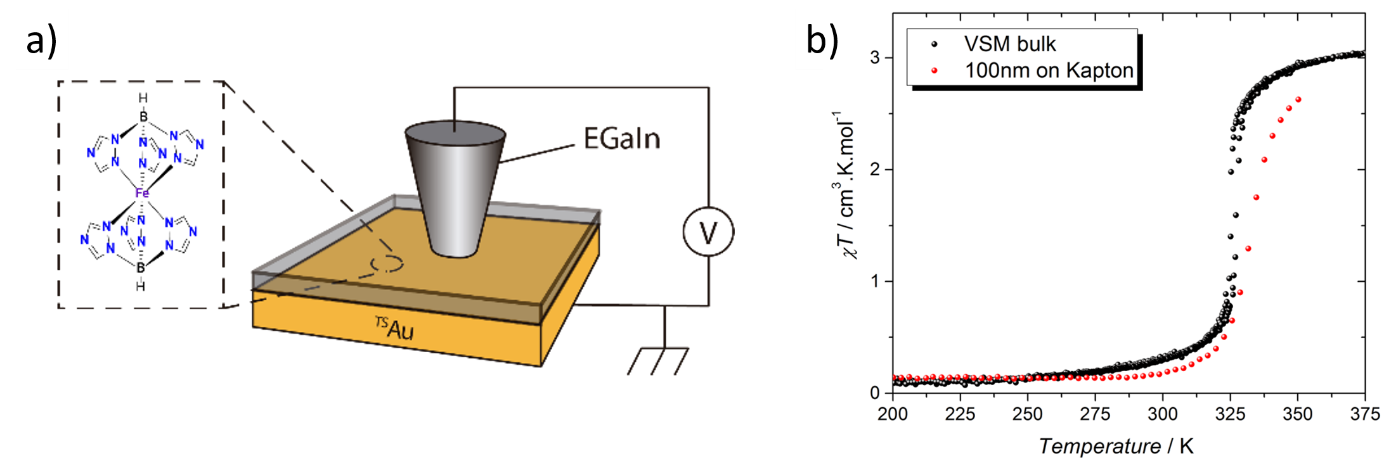 a)
H
B
N N N N N N
N N N
Fe
N N N
N N N N N N
B
H
EGaIn
V
TSAu
b)
VSM bulk
100nm on Kapton
χT / cm³.K.mol⁻¹
3
2
1
0
200 225 250 275 300 325 350 375
Temperature / K